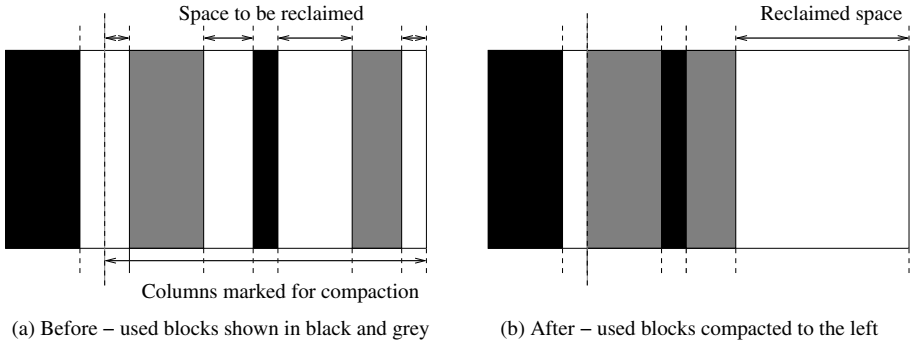 Space to be reclaimed
Reclaimed space
Columns marked for compaction
(a) Before − used blocks shown in black and grey
(b) After − used blocks compacted to the left